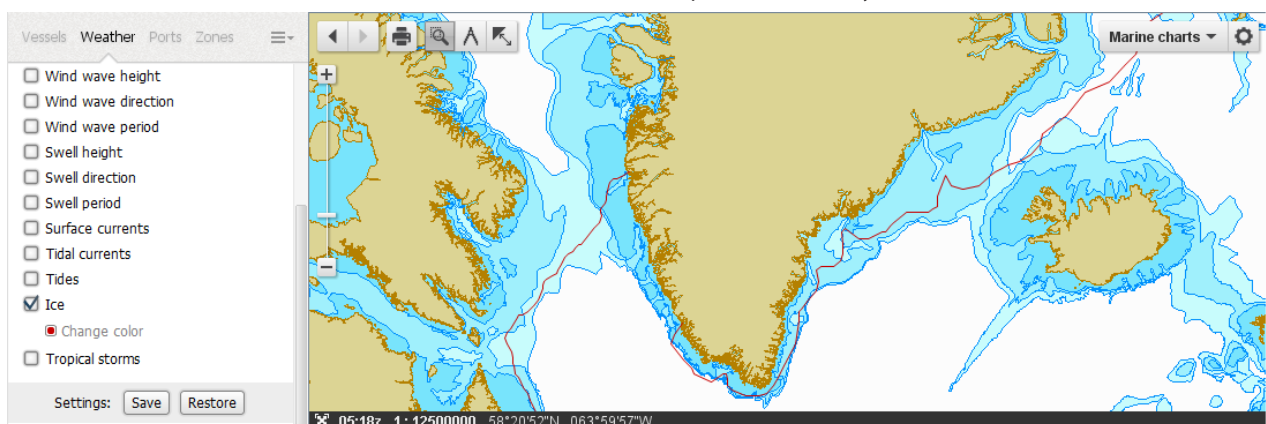 Vessels Weather Ports Zones
Wind wave height
Wind wave direction
Wind wave period
Swell height
Swell direction
Swell period
Surface currents
Tidal currents
Tides
Ice
Change color
Tropical storms
Settings: Save Restore
Marine charts
05:18z 1:12500000 58°20'52"N 063°59'57"W